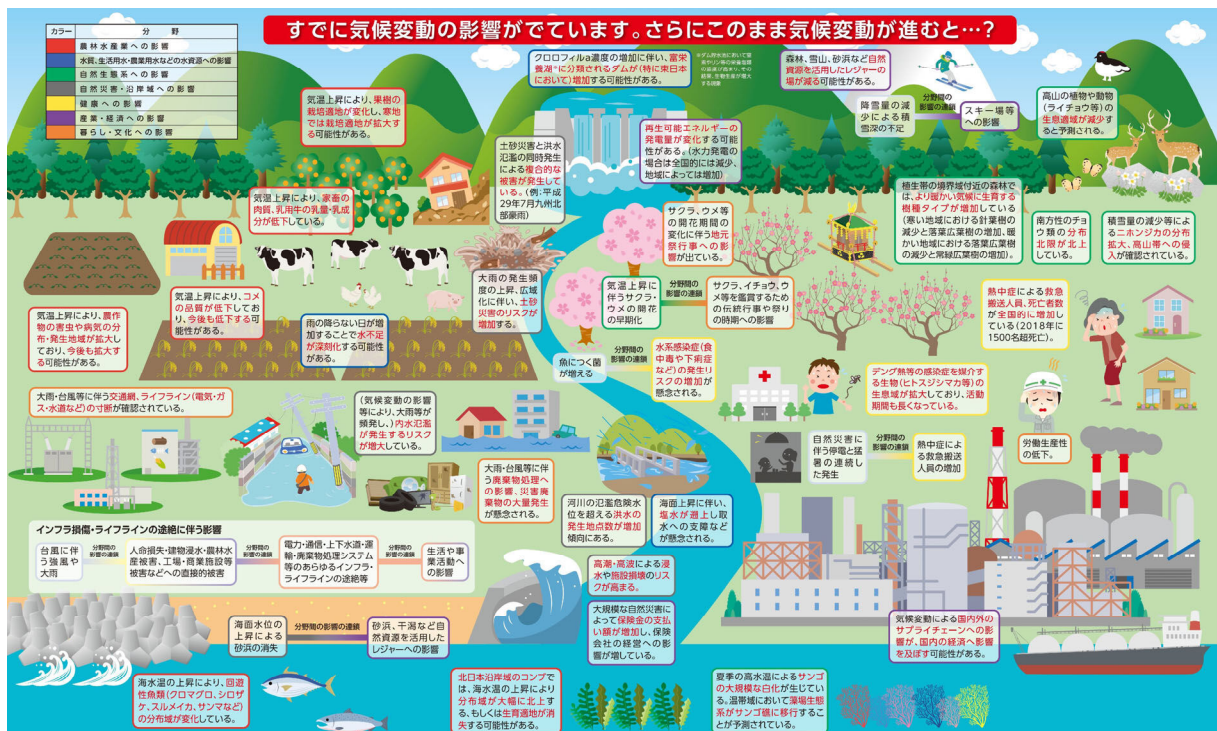 すでに気候変動の影響がでています。さらにこのまま気候変動が進むと…?
カラー
分 野
農林水産業への影響
水質、生活用水・農業用水などの水資源への影響
自然生態系への影響
自然災害・沿岸域への影響
健康への影響
産業・経済への影響
暮らし・文化への影響
クロロフィルa濃度の増加に伴い、富栄
養湖*に分類されるダムが(特に東日本
において)増加する可能性がある。
森林、雪山、砂浜など自然
資源を活用したレジャーの
場が減る可能性がある。
降雪量の減
少による積
雪深の不足
分野間の
影響の連鎖
スキー場等
への影響
高山の植物や動物
(ライチョウ等)の
生息適域が減少す
ると予測される。
気温上昇により、果樹の
栽培適地が変化し、寒地
では栽培適地が拡大す
る可能性がある。
土砂災害と洪水
氾濫の同時発生
による複合的な
被害が発生して
いる。(例:平成
29年7月九州北
部豪雨)
再生可能エネルギーの
発電量が変化する可能
性がある。(水力発電の
場合は全国的には減少、
地域によっては増加)
気温上昇により、家畜の
肉質、乳用牛の乳量・乳成
分が低下している。
サクラ、ウメ等
の開花期間の
変化に伴い地元
祭行事への影
響が出ている。
植生帯の境界域付近の森林で
は、より暖かい気候に生育する
樹種タイプが増加している
(寒い地域における針葉樹の
減少と落葉広葉樹の増加、暖
かい地域における落葉広葉樹
の減少と常緑広葉樹の増加)。
南方性のチョ
ウ類の分布
北限が北上
している。
積雪量の減少等によ
るニホンジカの分布
拡大、高山帯への侵
入が確認されている。
気温上昇により、農作
物の害虫や病気の分
布・発生地域が拡大し
ており、今後も拡大す
る可能性がある。
気温上昇により、コメ
の品質が低下してお
り、今後も低下する可
能性がある。
雨の降らない日が増
加することで水不足
が深刻化する可能性
がある。
大雨の発生頻
度の上昇、広域
化に伴い、土砂
災害のリスクが
増加する。
気温上昇に
伴うサクラ・
ウメの開花
の早期化
分野間の
影響の連鎖
サクラ、イチョウ、ウ
メ等を鑑賞するため
の伝統行事や祭り
の時期への影響
熱中症による救急
搬送人員、死亡者数
が全国的に増加し
ている(2018年に
1500名超死亡)。
魚につく菌
が増える
分野間の
影響の連鎖
水系感染症(食
中毒や下痢症
など)の発生リ
スクの増加が
懸念される。
デング熱等の感染症を媒介す
る生物(ヒトスジシマカ等)の
生息域が拡大しており、活動
期間も長くなっている。
大雨・台風等に伴う交通網、ライフライン(電気・
ガス・水道など)の寸断が確認されている。
(気候変動の影響
等により、大雨等が
頻発し、)内水氾濫
が発生するリスク
が増大している。
自然災害に
伴う停電と猛
暑の連続し
た発生
分野間の
影響の連鎖
熱中症によ
る救急搬送
人員の増加
労働生産性
の低下。
大雨・台風等に伴
う廃棄物処理へ
の影響、災害廃
棄物の大量発生
が懸念される。
河川の氾濫危険水
位を超える洪水の
発生地点数が増加
傾向にある。
海面上昇に伴い、
塩水が遡上し取
水への支障など
が懸念される。
インフラ損傷・ライフラインの途絶に伴う影響
台風に伴
う強風や
大雨
分野間の
影響の連鎖
人命損失・建物浸水・農林水
産被害、工場・商業施設等
被害などへの直接的被害
分野間の
影響の連鎖
電力・通信・上下水道・運
輸・廃棄物処理システム
等のあらゆるインフラ・
ライフラインの途絶等
分野間の
影響の連鎖
生活や事
業活動へ
の影響
高潮・高波による浸
水や施設損壊のリス
クが高まる。
海面水位の
上昇による
砂浜の消失
分野間の影響の連鎖
砂浜、干潟など自
然資源を活用した
レジャーへの影響
大規模な自然災害に
よって保険金の支払
い額が増加し、保険
会社の経営への影
響が増している。
気候変動による国内外の
サプライチェーンへの影
響が、国内の経済へ影響
を及ぼす可能性がある。
海水温の上昇により、回遊
性魚類(クロマグロ、シロザ
ケ、スルメイカ、サンマなど)
の分布域が変化している。
北日本沿岸域のコンブで
は、海水温の上昇により
分布域が大幅に北上す
る、もしくは生育適地が消
失する可能性がある。
夏季の高水温によるサンゴ
の大規模な白化が生じてい
る。温帯域において藻場生態
系がサンゴ礁に移行するこ
とが予測されている。